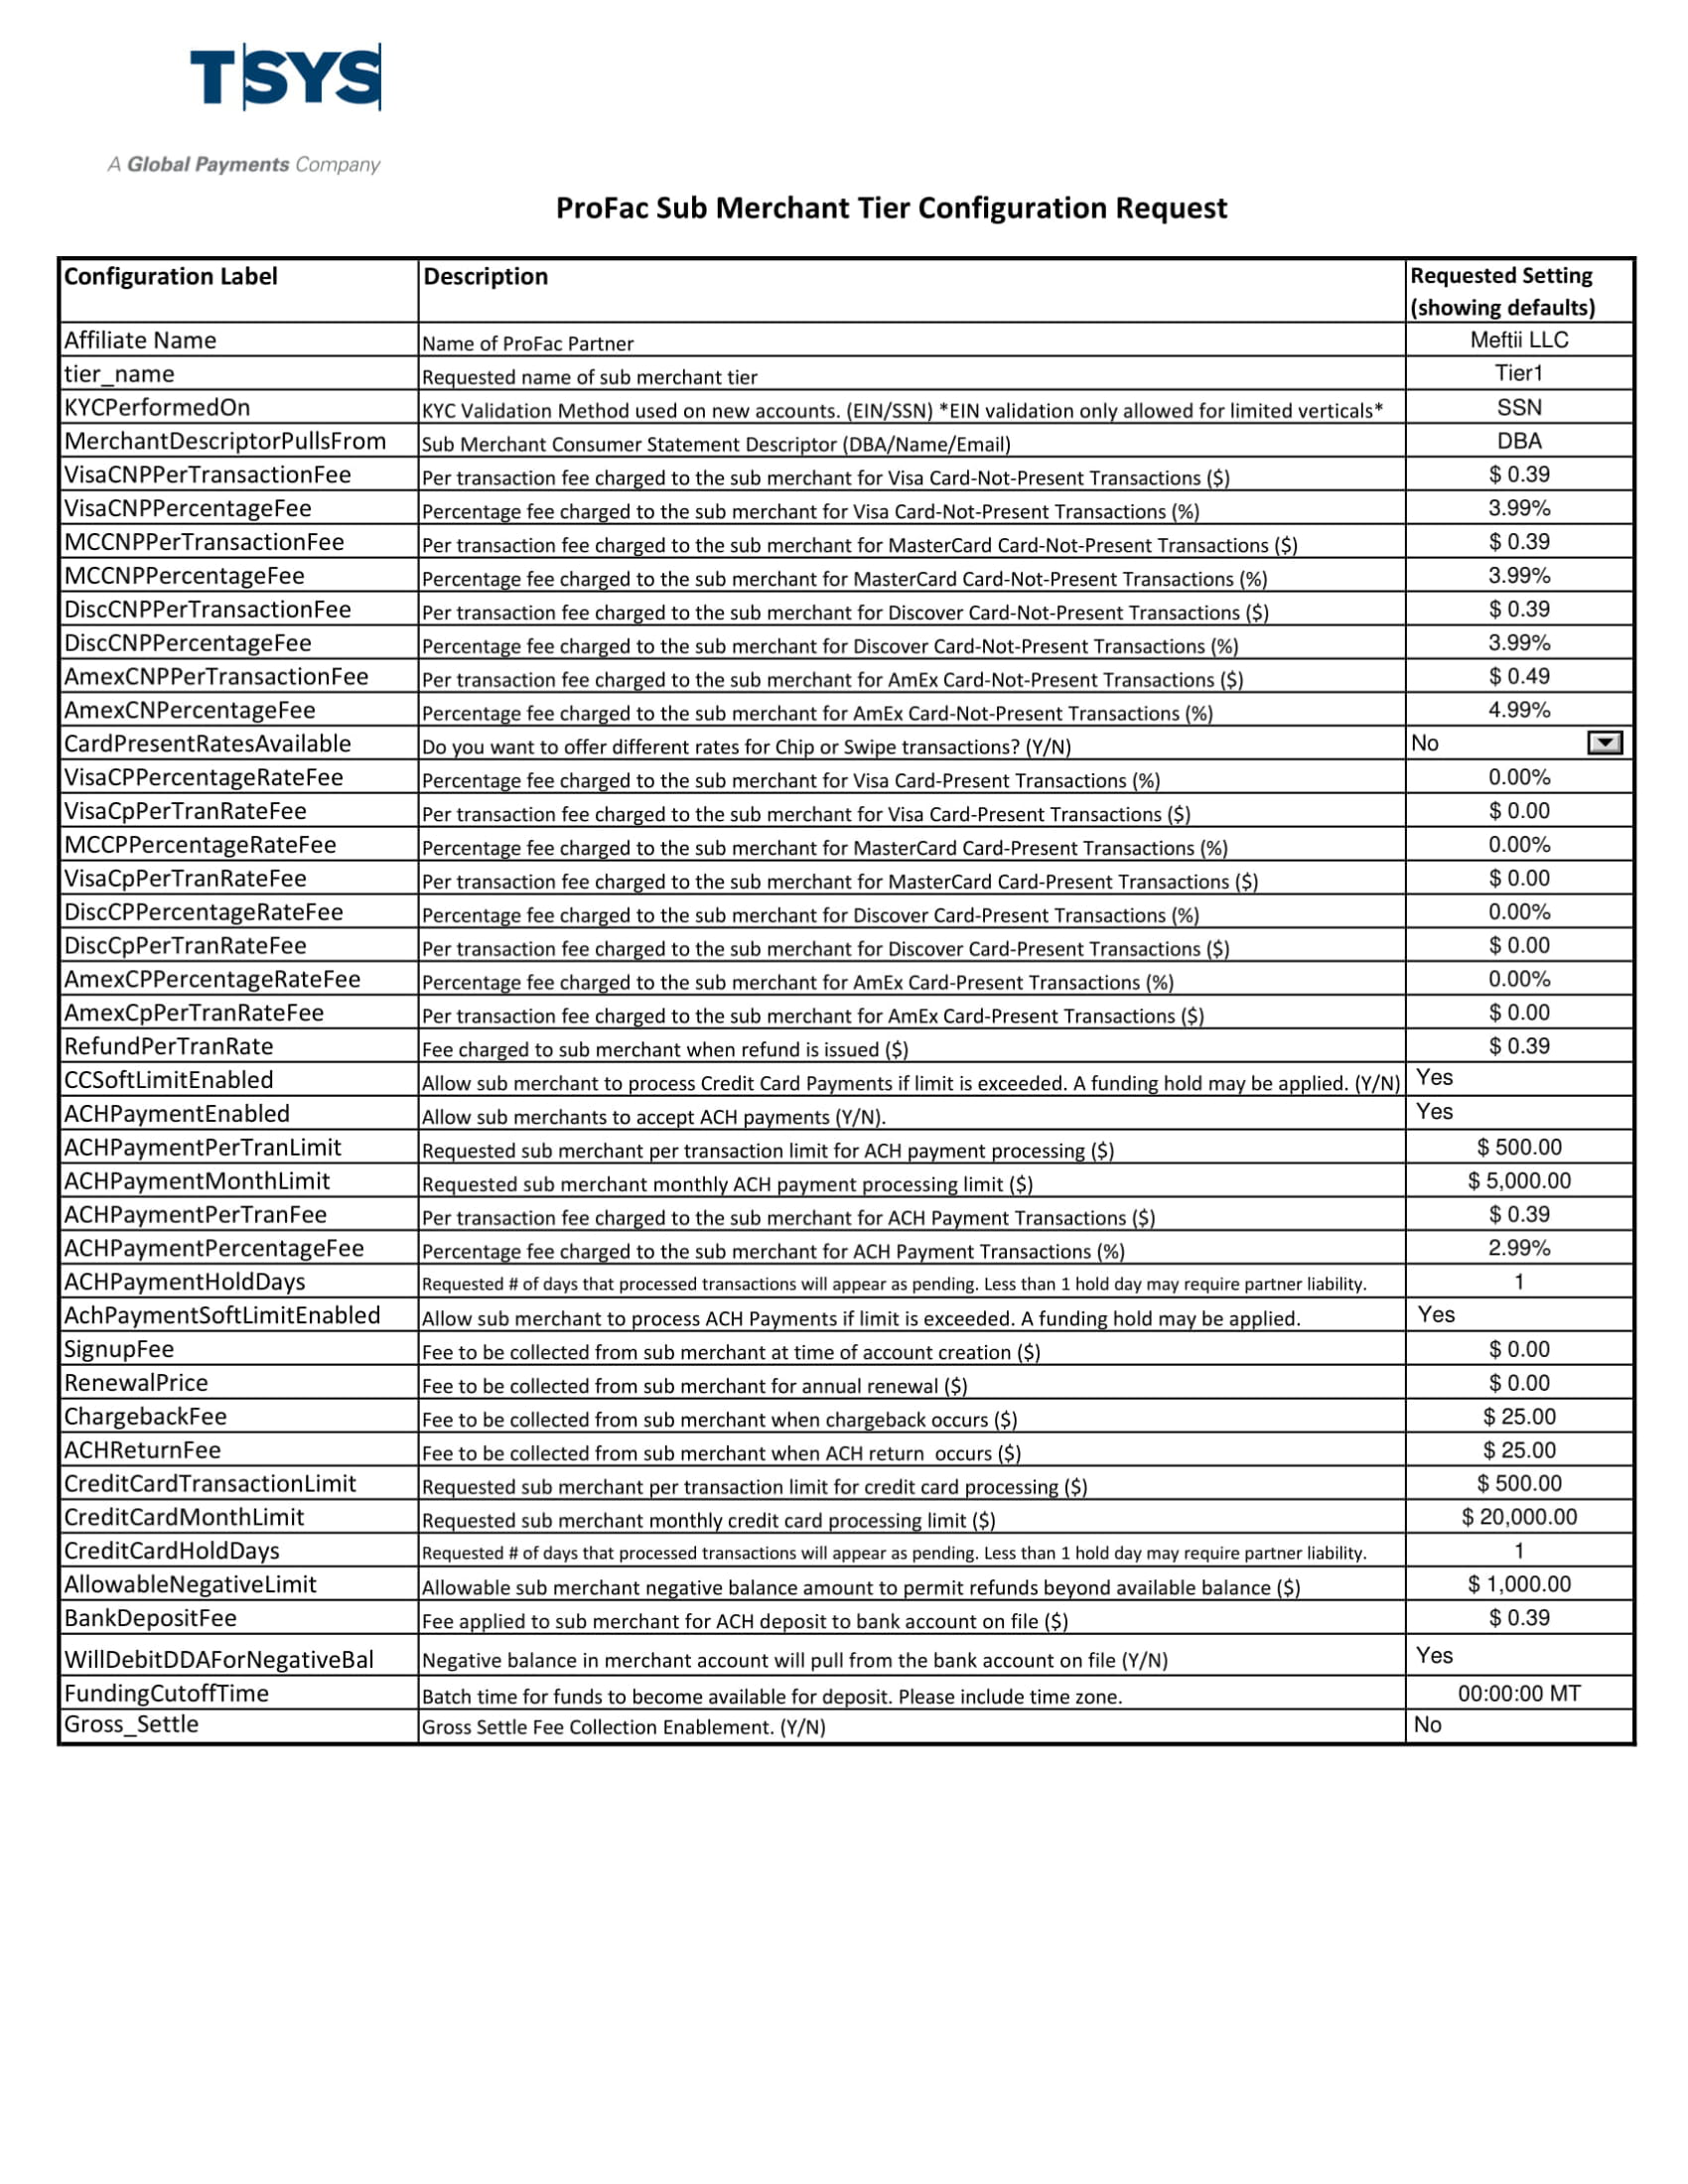 TSYS
A Global Payments Company
ProFac Sub Merchant Tier Configuration Request
Configuration Label Description Requested Setting
(showing defaults)
Affiliate Name Name of ProFac Partner Meftii LLC
tier_name Requested name of sub merchant tier Tier1
KYCPerformedOn KYC Validation Method used on new accounts. (EIN/SSN) *EIN validation only allowed for limited verticals* SSN
MerchantDescriptorPullsFrom Sub Merchant Consumer Statement Descriptor (DBA/Name/Email) DBA
VisaCNPPerTransactionFee Per transaction fee charged to the sub merchant for Visa Card-Not-Present Transactions ($) $ 0.39
VisaCNPPercentageFee Percentage fee charged to the sub merchant for Visa Card-Not-Present Transactions (%) 3.99%
MCCNPPerTransactionFee Per transaction fee charged to the sub merchant for MasterCard Card-Not-Present Transactions ($) $ 0.39
MCCNPPercentageFee Percentage fee charged to the sub merchant for MasterCard Card-Not-Present Transactions (%) 3.99%
DiscCNPPerTransactionFee Per transaction fee charged to the sub merchant for Discover Card-Not-Present Transactions ($) $ 0.39
DiscCNPPercentageFee Percentage fee charged to the sub merchant for Discover Card-Not-Present Transactions (%) 3.99%
AmexCNPPerTransactionFee Per transaction fee charged to the sub merchant for AmEx Card-Not-Present Transactions ($) $ 0.49
AmexCNPercentageFee Percentage fee charged to the sub merchant for AmEx Card-Not-Present Transactions (%) 4.99%
CardPresentRatesAvailable Do you want to offer different rates for Chip or Swipe transactions? (Y/N) No
VisaCPPercentageRateFee Percentage fee charged to the sub merchant for Visa Card-Present Transactions (%) 0.00%
VisaCpPerTranRateFee Per transaction fee charged to the sub merchant for Visa Card-Present Transactions ($) $ 0.00
MCCPPercentageRateFee Percentage fee charged to the sub merchant for MasterCard Card-Present Transactions (%) 0.00%
VisaCpPerTranRateFee Per transaction fee charged to the sub merchant for MasterCard Card-Present Transactions ($) $ 0.00
DiscCPPercentageRateFee Percentage fee charged to the sub merchant for Discover Card-Present Transactions (%) 0.00%
DiscCpPerTranRateFee Per transaction fee charged to the sub merchant for Discover Card-Present Transactions ($) $ 0.00
AmexCPPercentageRateFee Percentage fee charged to the sub merchant for AmEx Card-Present Transactions (%) 0.00%
AmexCpPerTranRateFee Per transaction fee charged to the sub merchant for AmEx Card-Present Transactions ($) $ 0.00
RefundPerTranRate Fee charged to sub merchant when refund is issued ($) $ 0.39
CCSoftLimitEnabled Allow sub merchant to process Credit Card Payments if limit is exceeded. A funding hold may be applied. (Y/N) Yes
ACHPaymentEnabled Allow sub merchants to accept ACH payments (Y/N). Yes
ACHPaymentPerTranLimit Requested sub merchant per transaction limit for ACH payment processing ($) $ 500.00
ACHPaymentMonthLimit Requested sub merchant monthly ACH payment processing limit ($) $ 5,000.00
ACHPaymentPerTranFee Per transaction fee charged to the sub merchant for ACH Payment Transactions ($) $ 0.39
ACHPaymentPercentageFee Percentage fee charged to the sub merchant for ACH Payment Transactions (%) 2.99%
ACHPaymentHoldDays Requested # of days that processed transactions will appear as pending. Less than 1 hold day may require partner liability. 1
AchPaymentSoftLimitEnabled Allow sub merchant to process ACH Payments if limit is exceeded. A funding hold may be applied. Yes
SignupFee Fee to be collected from sub merchant at time of account creation ($) $ 0.00
RenewalPrice Fee to be collected from sub merchant for annual renewal ($) $ 0.00
ChargebackFee Fee to be collected from sub merchant when chargeback occurs ($) $ 25.00
ACHReturnFee Fee to be collected from sub merchant when ACH return occurs ($) $ 25.00
CreditCardTransactionLimit Requested sub merchant per transaction limit for credit card processing ($) $ 500.00
CreditCardMonthLimit Requested sub merchant monthly credit card processing limit ($) $ 20,000.00
CreditCardHoldDays Requested # of days that processed transactions will appear as pending. Less than 1 hold day may require partner liability. 1
AllowableNegativeLimit Allowable sub merchant negative balance amount to permit refunds beyond available balance ($) $ 1,000.00
BankDepositFee Fee applied to sub merchant for ACH deposit to bank account on file ($) $ 0.39
WillDebitDDAForNegativeBal Negative balance in merchant account will pull from the bank account on file (Y/N) Yes
FundingCutoffTime Batch time for funds to become available for deposit. Please include time zone. 00:00:00 MT
Gross_Settle Gross Settle Fee Collection Enablement. (Y/N) No